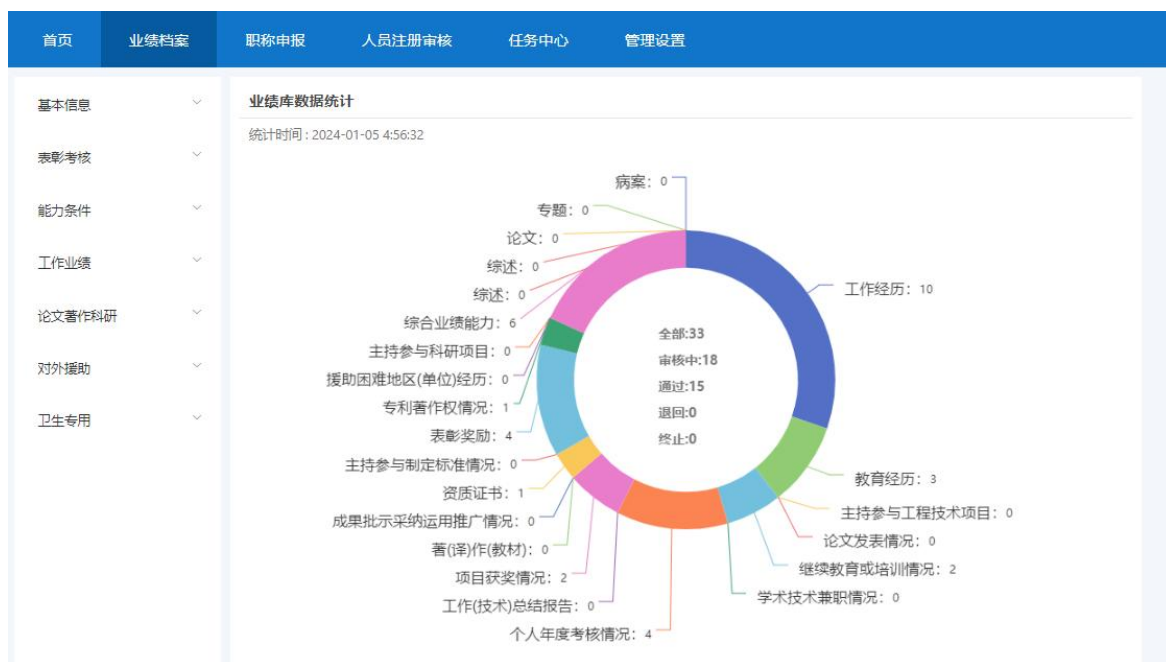 首页 业绩档案 职称申报 人员注册审核 任务中心 管理设置
基本信息
表彰考核
能力条件
工作业绩
论文著作科研
对外援助
卫生专用
业绩库数据统计
统计时间 : 2024-01-05 4:56:32
病案: 0
专题: 0
论文: 0
综述: 0
综述: 0
综合业绩能力: 6
主持参与科研项目: 0
援助困难地区(单位)经历: 0
专利著作权情况: 1
表彰奖励: 4
主持参与制定标准情况: 0
资质证书: 1
成果批示采纳运用推广情况: 0
著(译)作(教材): 0
项目获奖情况: 2
工作(技术)总结报告: 0
个人年度考核情况: 4
全部:33
审核中:18
通过:15
退回:0
终止:0
工作经历: 10
教育经历: 3
主持参与工程技术项目: 0
论文发表情况: 0
继续教育或培训情况: 2
学术技术兼职情况: 0